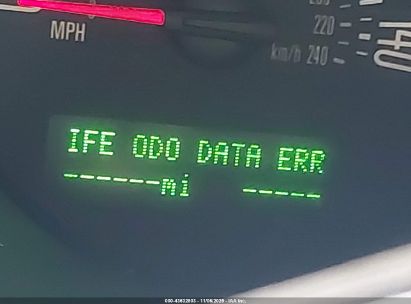 MPH
220
km/h 240
140
IFE ODO DATA ERR
------mi -----